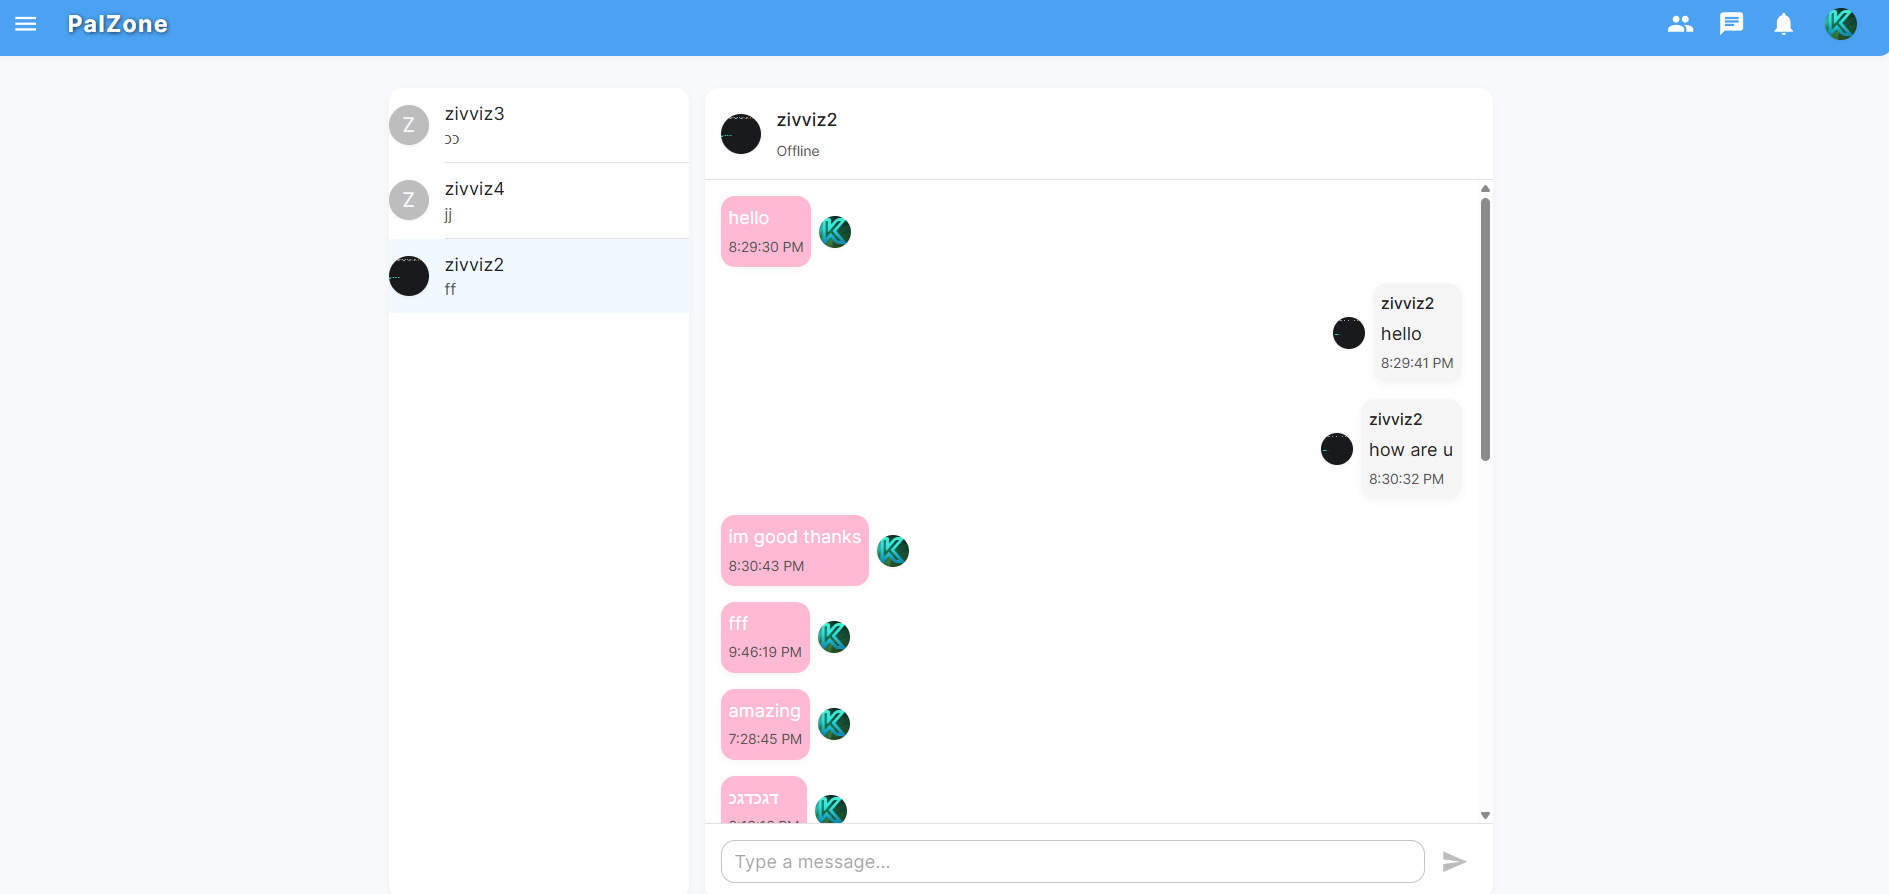 PalZone
Z
zivviz3
כב
Z
zivviz4
jj
zivviz2
ff
zivviz2
Offline
hello
8:29:30 PM
zivviz2
hello
8:29:41 PM
zivviz2
how are u
8:30:32 PM
im good thanks
8:30:43 PM
fff
9:46:19 PM
amazing
7:28:45 PM
דגכדגכ
Type a message...